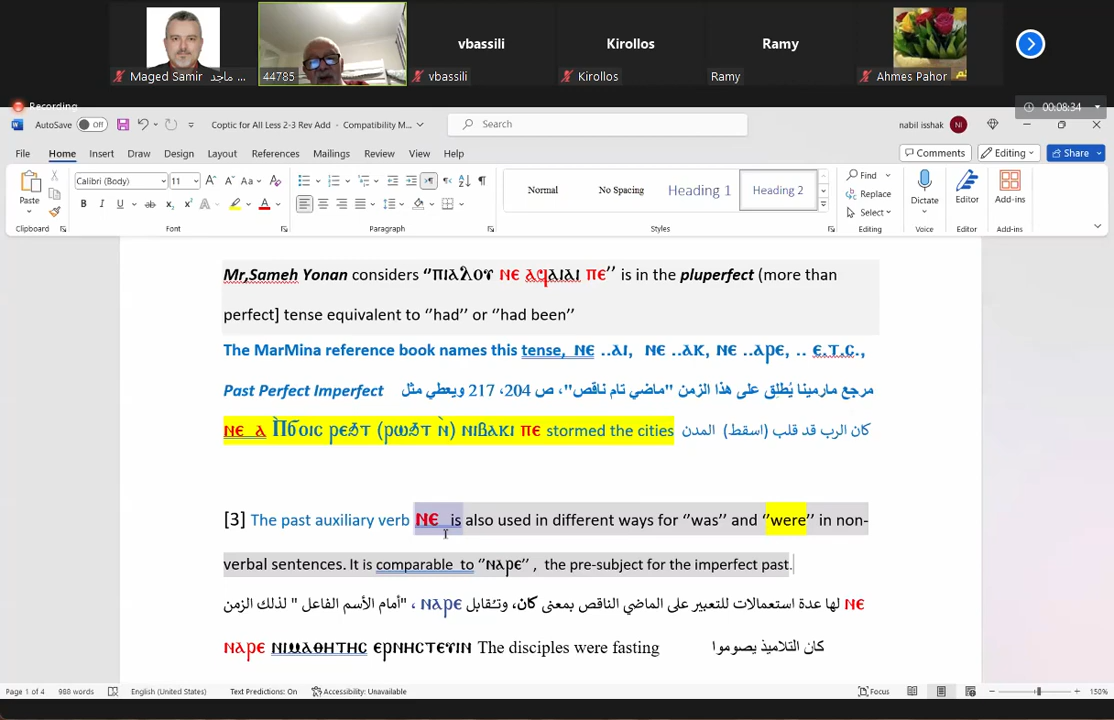 vbassili Kirollos Ramy
Maged Samir ماجد ... 44785 vbassili Kirollos Ramy Ahmes Pahor
Recording 00:08:34
AutoSave Off Coptic for All Less 2-3 Rev Add - Compatibility M... Search nabil isshak NI
File Home Insert Draw Design Layout References Mailings Review View Help Comments Editing Share
Calibri (Body) 11 Normal No Spacing Heading 1 Heading 2 Find
Paste Replace Dictate Editor Add-ins
Select
Clipboard Font Paragraph Styles Editing Voice Editor Add-ins
Mr,Sameh Yonan considers ‘‘ⲡⲓⲁⲗⲟⲩ ⲛⲉ ⲁϥⲁⲓⲁⲓ ⲡⲉ’’ is in the pluperfect (more than
perfect] tense equivalent to ‘‘had’’ or ‘‘had been’’
The MarMina reference book names this tense, ⲛⲉ ..ⲁⲓ, ⲛⲉ ..ⲁⲕ, ⲛⲉ ..ⲁⲣⲉ, .. ⲉ.ⲧ.ⲥ.,
Past Perfect Imperfect مرجع مارمينا يُطلِق على هذا الزمن "ماضي تام ناقص"، ص 204، 217 ويعطي مثل
ⲛⲉ ⲁ Ⲡ̀ϭⲟⲓⲥ ⲣⲉϧⲧ (ⲣⲱϧⲧ ⲛ̀) ⲛⲓⲃⲁⲕⲓ ⲡⲉ stormed the cities كان الرب قد قلب (اسقط) المدن
[3] The past auxiliary verb ⲛⲉ is also used in different ways for ‘‘was’’ and ‘‘were’’ in non-
verbal sentences. It is comparable to ‘‘ⲛⲁⲣⲉ’’ , the pre-subject for the imperfect past.
ⲛⲉ لها عدة استعمالات للتعبير على الماضي الناقص بمعنى كان، وتـُقابل ⲛⲁⲣⲉ ، "أمام الأسم الفاعل " لذلك الزمن
ⲛⲁⲣⲉ ⲛⲓⲙⲁⲑⲏⲧⲏⲥ ⲉⲣⲛⲏⲥⲧⲉⲩⲓⲛ The disciples were fasting كان التلاميذ يصوموا
Page 1 of 4 988 words English (United States) Text Predictions: On Accessibility: Unavailable Focus 150%